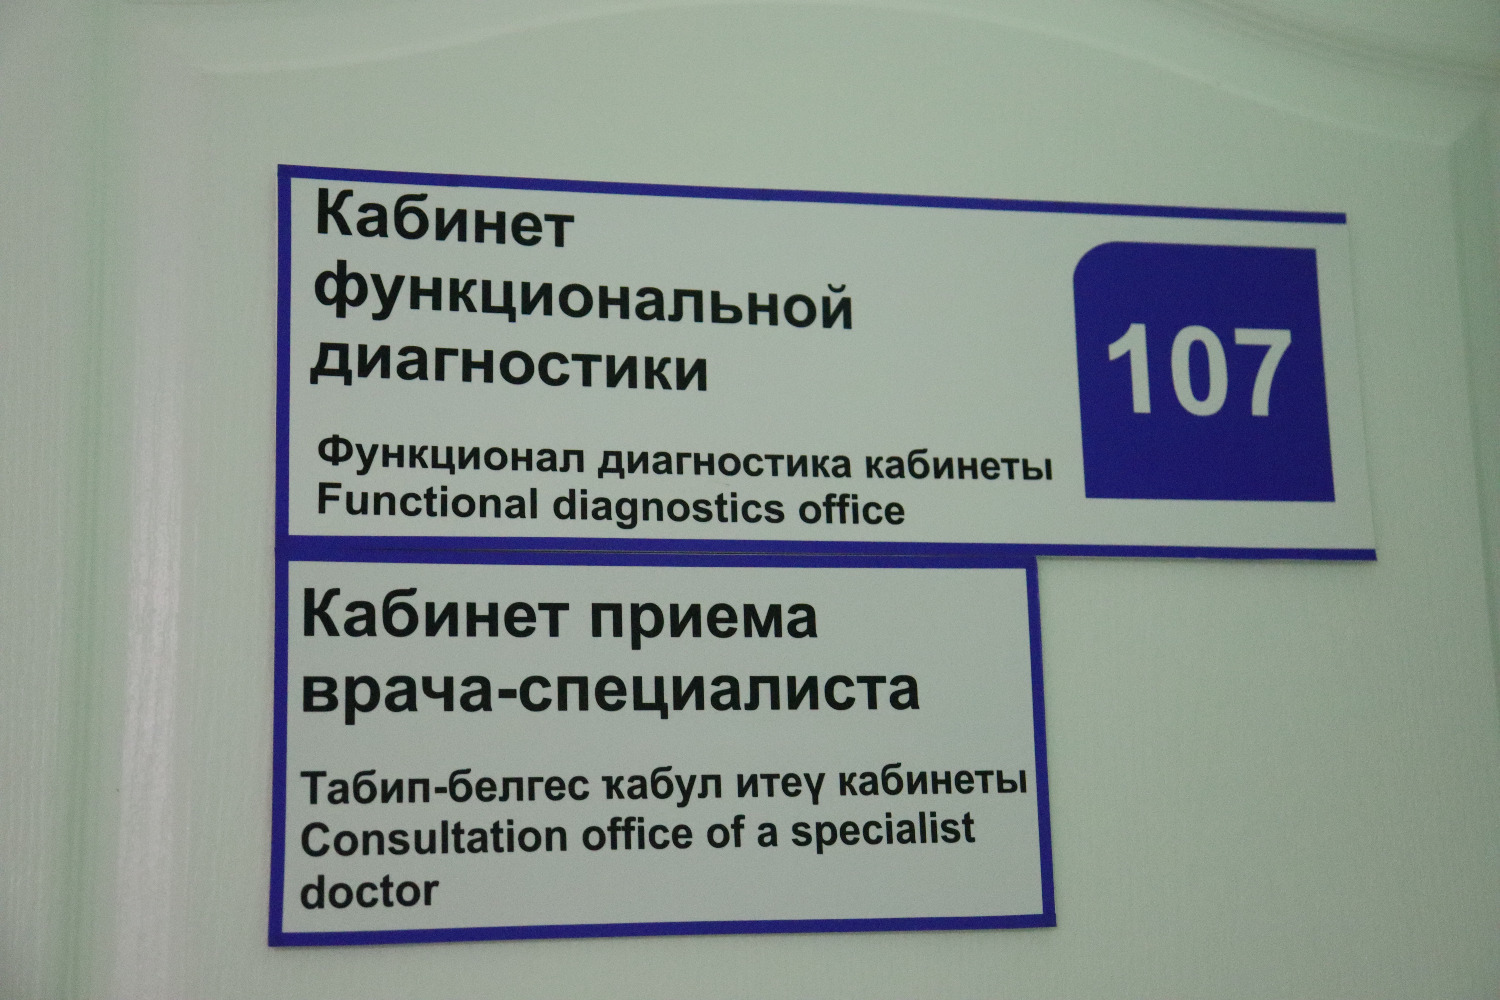 Кабинет
функциональной
диагностики
107
Функционал диагностика кабинеты
Functional diagnostics office
Кабинет приема
врача-специалиста
Табип-белгес ҡабул итеү кабинеты
Consultation office of a specialist
doctor